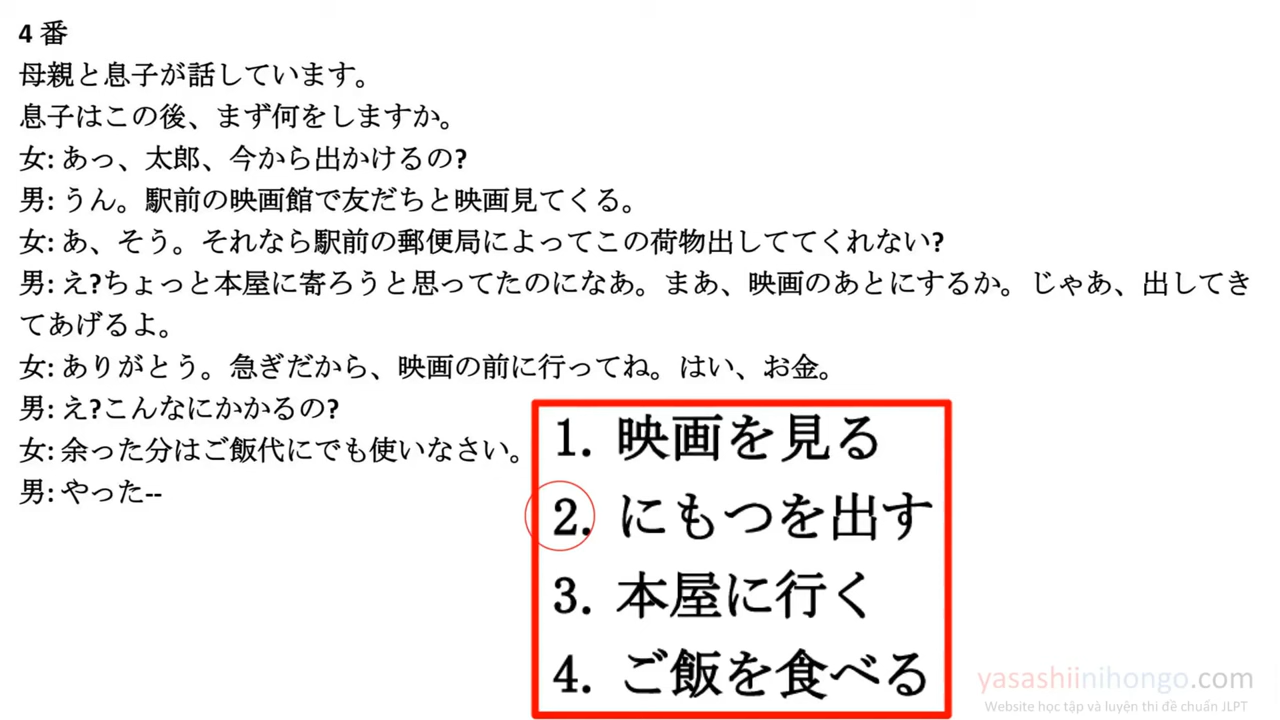 4 番
母親と息子が話しています。
息子はこの後、まず何をしますか。
女: あっ、太郎、今から出かけるの?
男: うん。駅前の映画館で友だちと映画見てくる。
女: あ、そう。それなら駅前の郵便局によってこの荷物出しててくれない?
男: え?ちょっと本屋に寄ろうと思ってたのになあ。まあ、映画のあとにするか。じゃあ、出してき
てあげるよ。
女: ありがとう。急ぎだから、映画の前に行ってね。はい、お金。
男: え?こんなにかかるの?
女: 余った分はご飯代にでも使いなさい。
男: やった--
1. 映画を見る
2. にもつを出す
3. 本屋に行く
4. ご飯を食べる
yasashiinihongo.com
Website học tập và luyện thi đề chuẩn JLPT